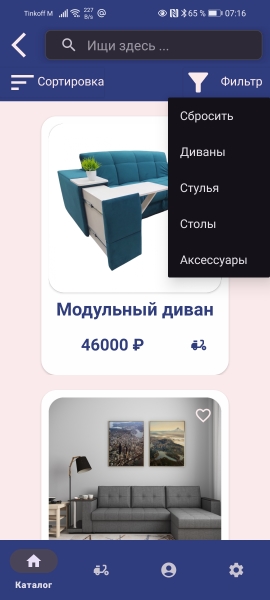 Tinkoff M 227 B/s 65 % 07:16
Ищи здесь ...
Сортировка Фильтр
Сбросить
Диваны
Стулья
Столы
Аксессуары
Модульный диван
46000 ₽
Каталог